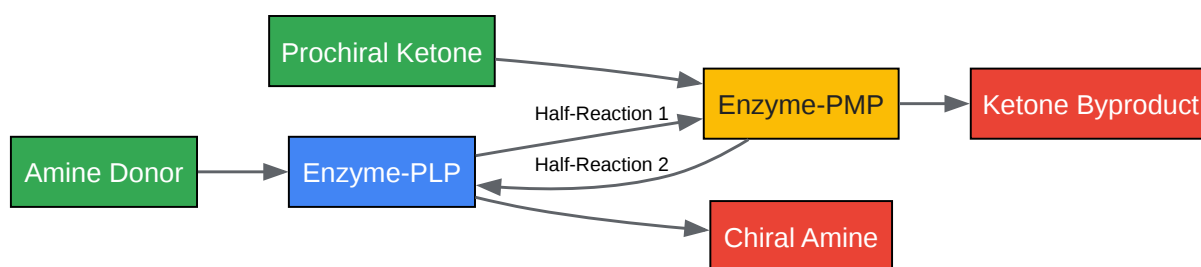 Prochiral Ketone
Enzyme-PMP
Ketone Byproduct
Half-Reaction 1
Amine Donor
Enzyme-PLP
Half-Reaction 2
Chiral Amine